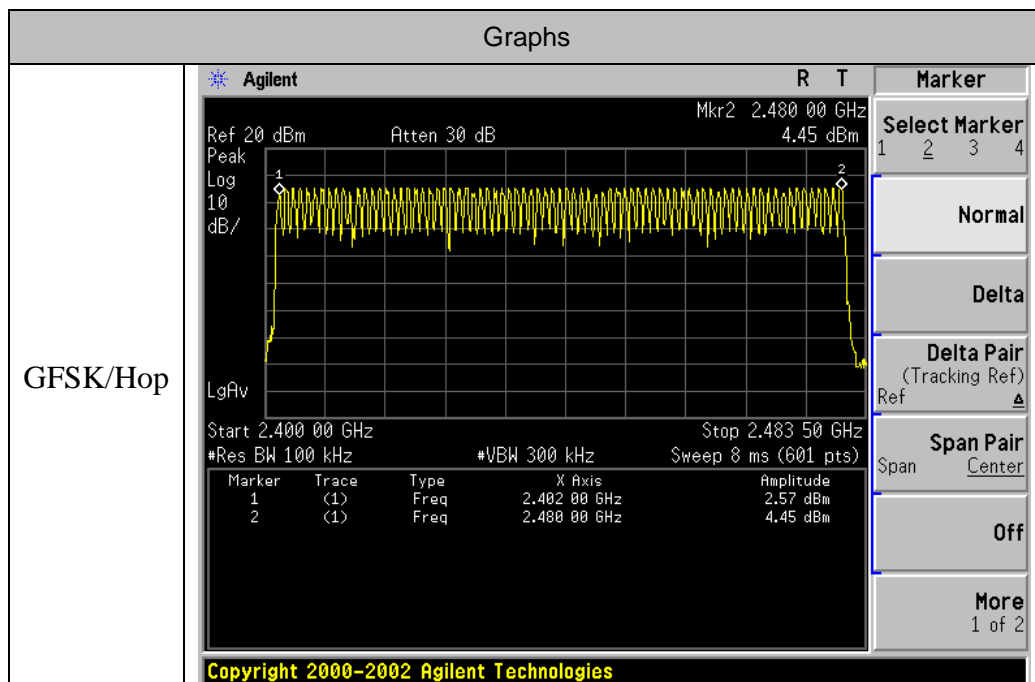 Graphs
GFSK/Hop
Agilent R T
Mkr2 2.480 00 GHz
Ref 20 dBm Atten 30 dB 4.45 dBm
Peak
Log
10
dB/
1
2
LgAv
Start 2.400 00 GHz Stop 2.483 50 GHz
#Res BW 100 kHz #VBW 300 kHz Sweep 8 ms (601 pts)
Marker Trace Type X Axis Amplitude
1 (1) Freq 2.402 00 GHz 2.57 dBm
2 (1) Freq 2.480 00 GHz 4.45 dBm
Copyright 2000-2002 Agilent Technologies
Marker
Select Marker
1 2 3 4
Normal
Delta
Delta Pair
(Tracking Ref)
Ref Δ
Span Pair
Span Center
Off
More
1 of 2